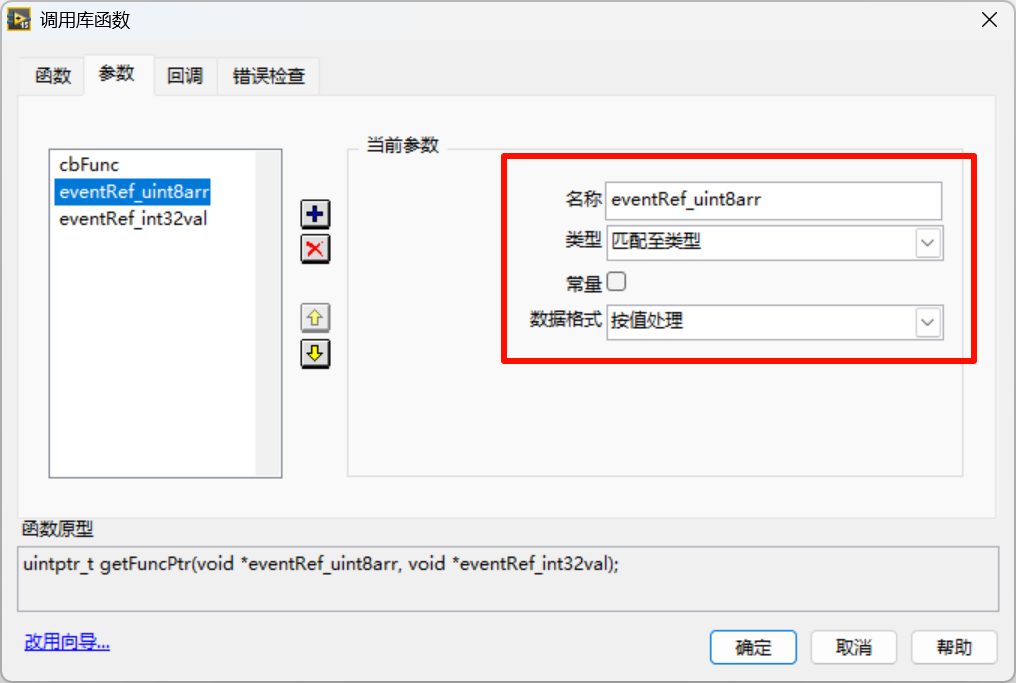 调用库函数
函数 参数 回调 错误检查
cbFunc
eventRef_uint8arr
eventRef_int32val
当前参数
名称 eventRef_uint8arr
类型 匹配至类型
常量
数据格式 按值处理
函数原型
uintptr_t getFuncPtr(void *eventRef_uint8arr, void *eventRef_int32val);
改用向导...
确定 取消 帮助